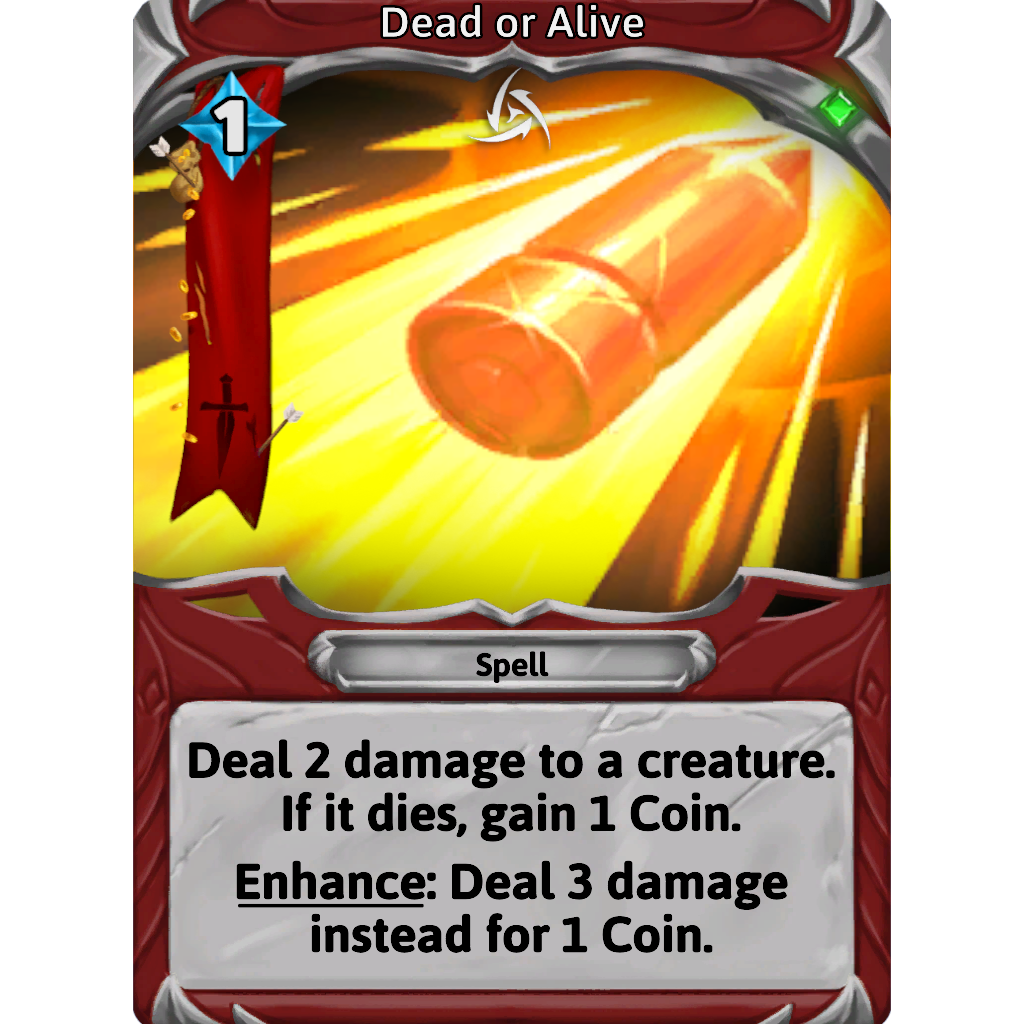 Dead or Alive
1
Spell
Deal 2 damage to a creature.
If it dies, gain 1 Coin.
Enhance: Deal 3 damage
instead for 1 Coin.